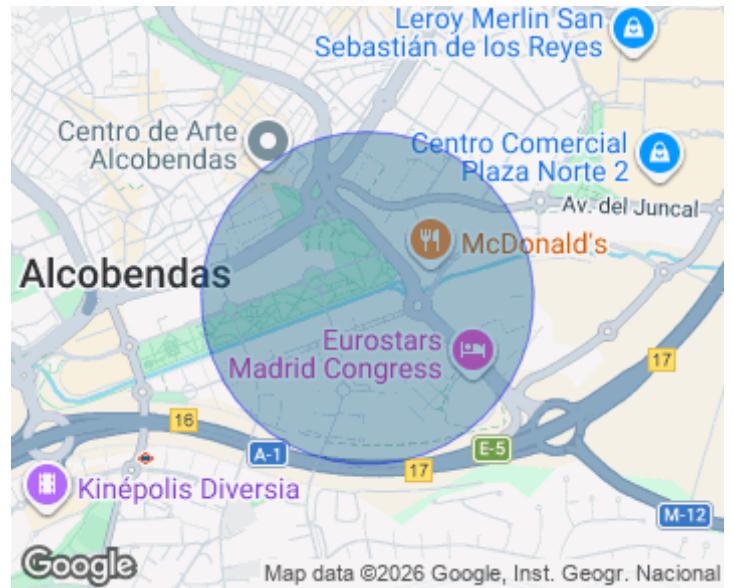 Leroy Merlin San
Sebastián de los Reyes
Centro de Arte
Alcobendas
Centro Comercial
Plaza Norte 2
Av. del Juncal
McDonald's
Alcobendas
Eurostars
Madrid Congress
17
16
A-1
E-5
17
Kinépolis Diversia
M-12
Google
Map data ©2026 Google, Inst. Geogr. Nacional